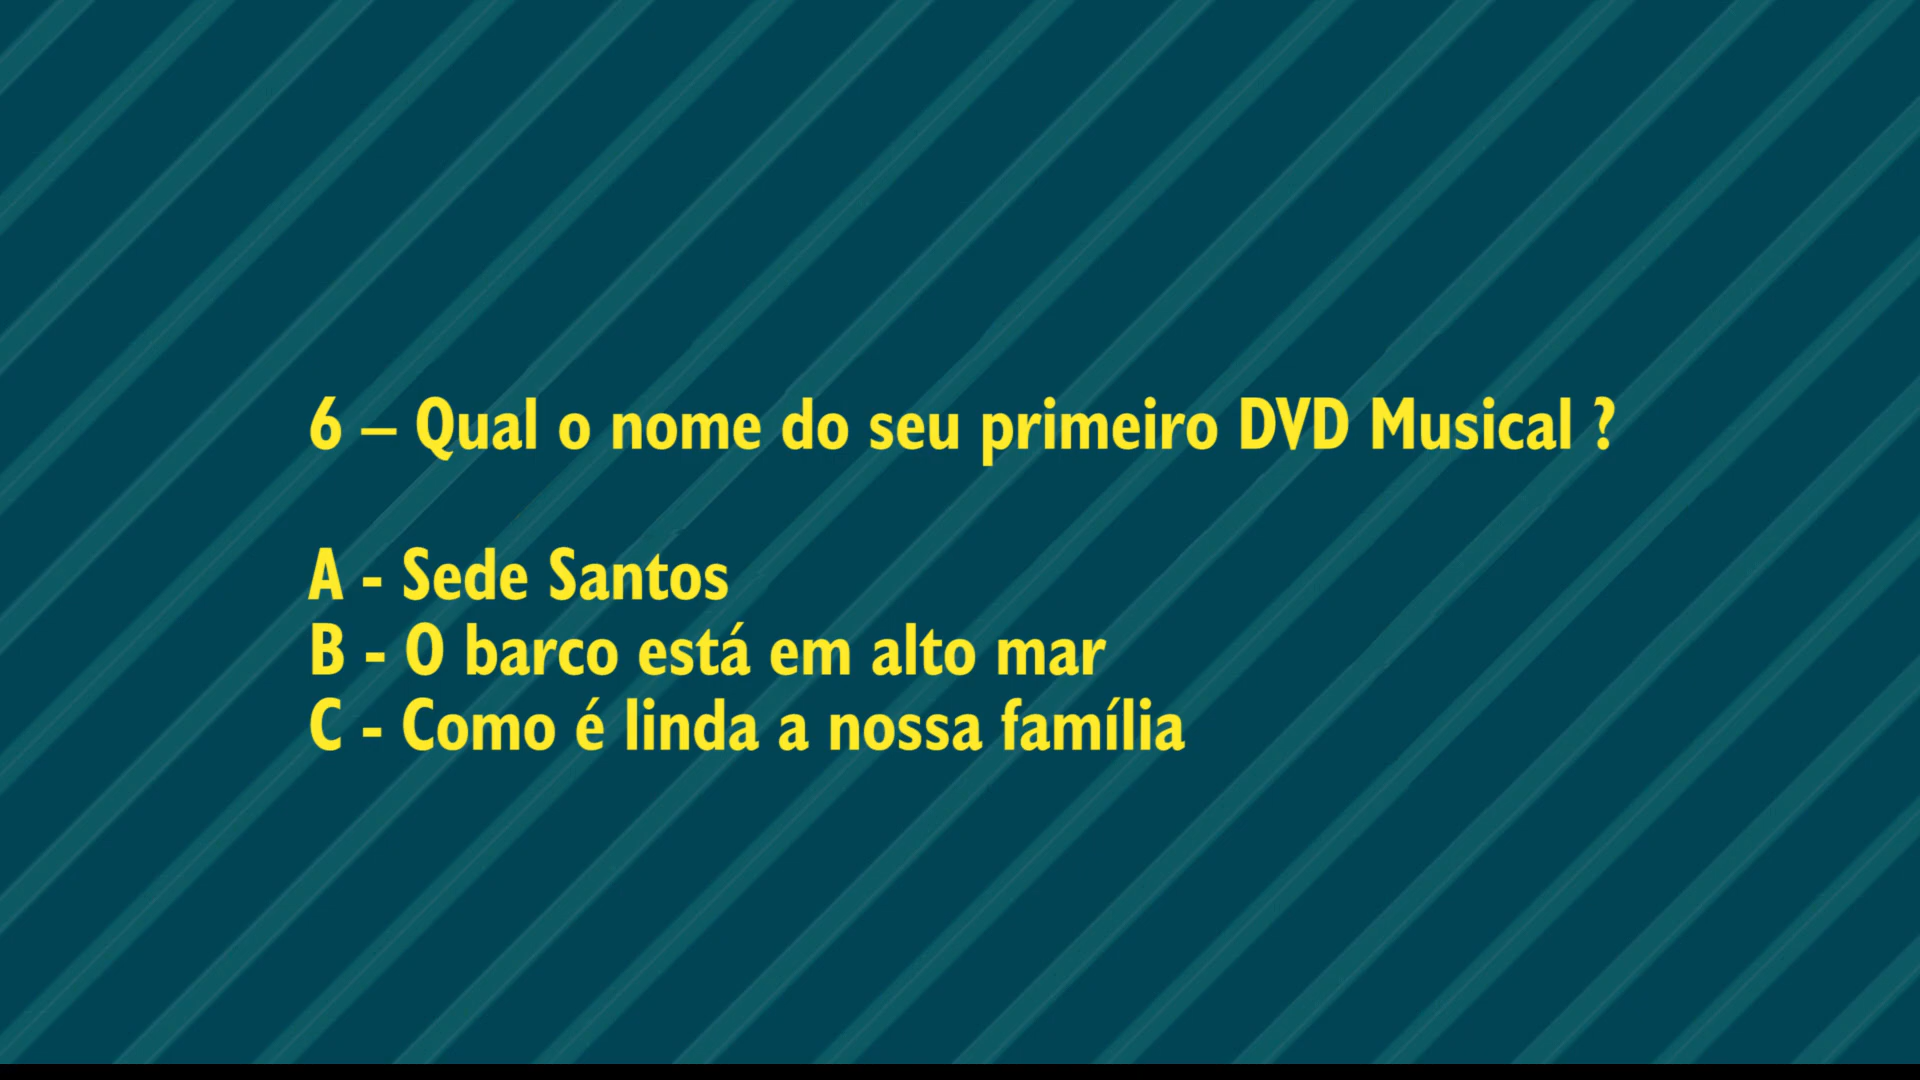 6 – Qual o nome do seu primeiro DVD Musical ?
A - Sede Santos
B - O barco está em alto mar
C - Como é linda a nossa família